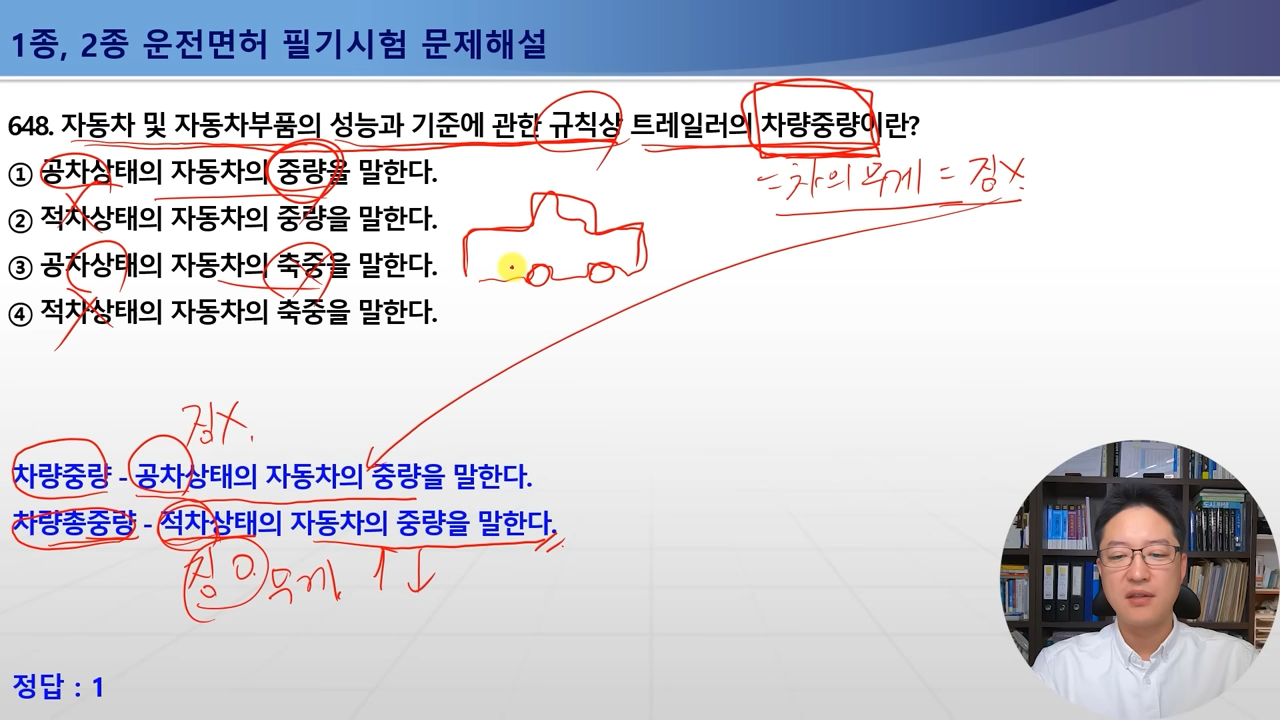 1종, 2종 운전면허 필기시험 문제해설
648. 자동차 및 자동차부품의 성능과 기준에 관한 규칙상 트레일러의 차량중량이란?
① 공차상태의 자동차의 중량을 말한다.
= 차의 무게 = 짐X.
② 적차상태의 자동차의 중량을 말한다.
③ 공차상태의 자동차의 축중을 말한다.
④ 적차상태의 자동차의 축중을 말한다.
짐X.
차량중량 - 공차상태의 자동차의 중량을 말한다.
차량총중량 - 적차상태의 자동차의 중량을 말한다.
짐 O. 무게 ↑↓
정답 : 1